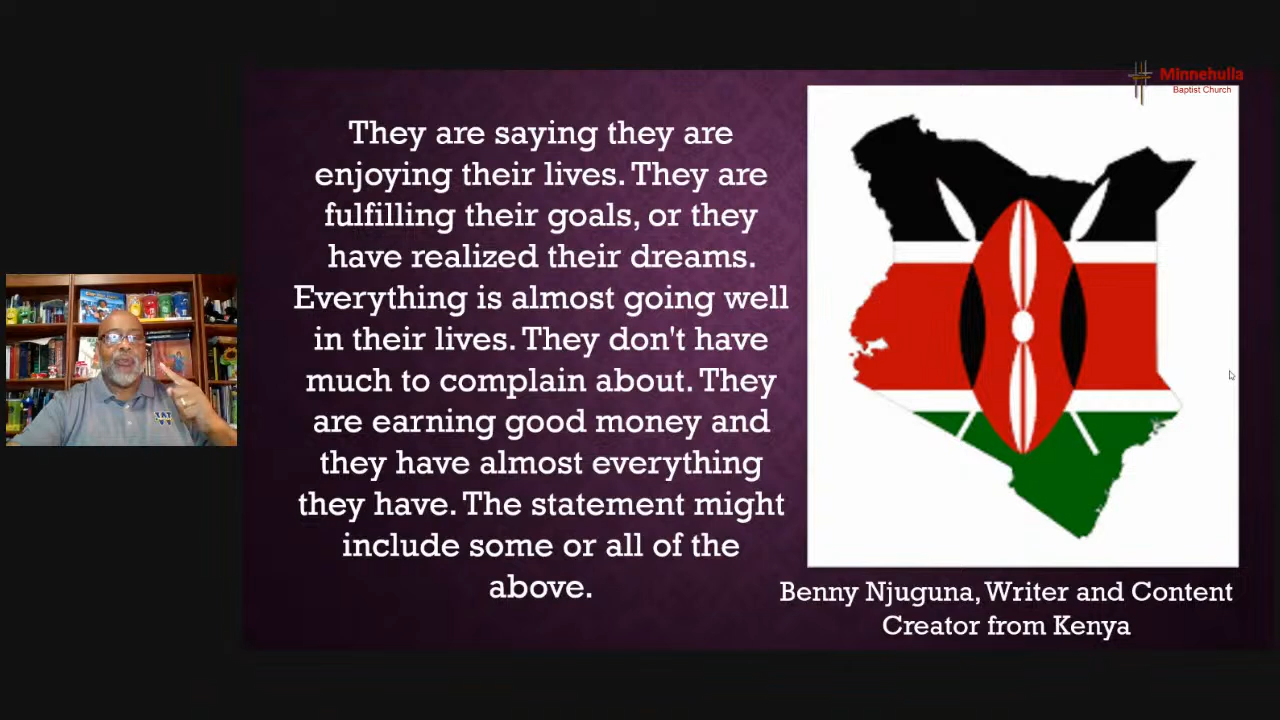 Minnehulla
Baptist Church
They are saying they are
enjoying their lives. They are
fulfilling their goals, or they
have realized their dreams.
Everything is almost going well
in their lives. They don't have
much to complain about. They
are earning good money and
they have almost everything
they have. The statement might
include some or all of the
above.
Benny Njuguna, Writer and Content
Creator from Kenya